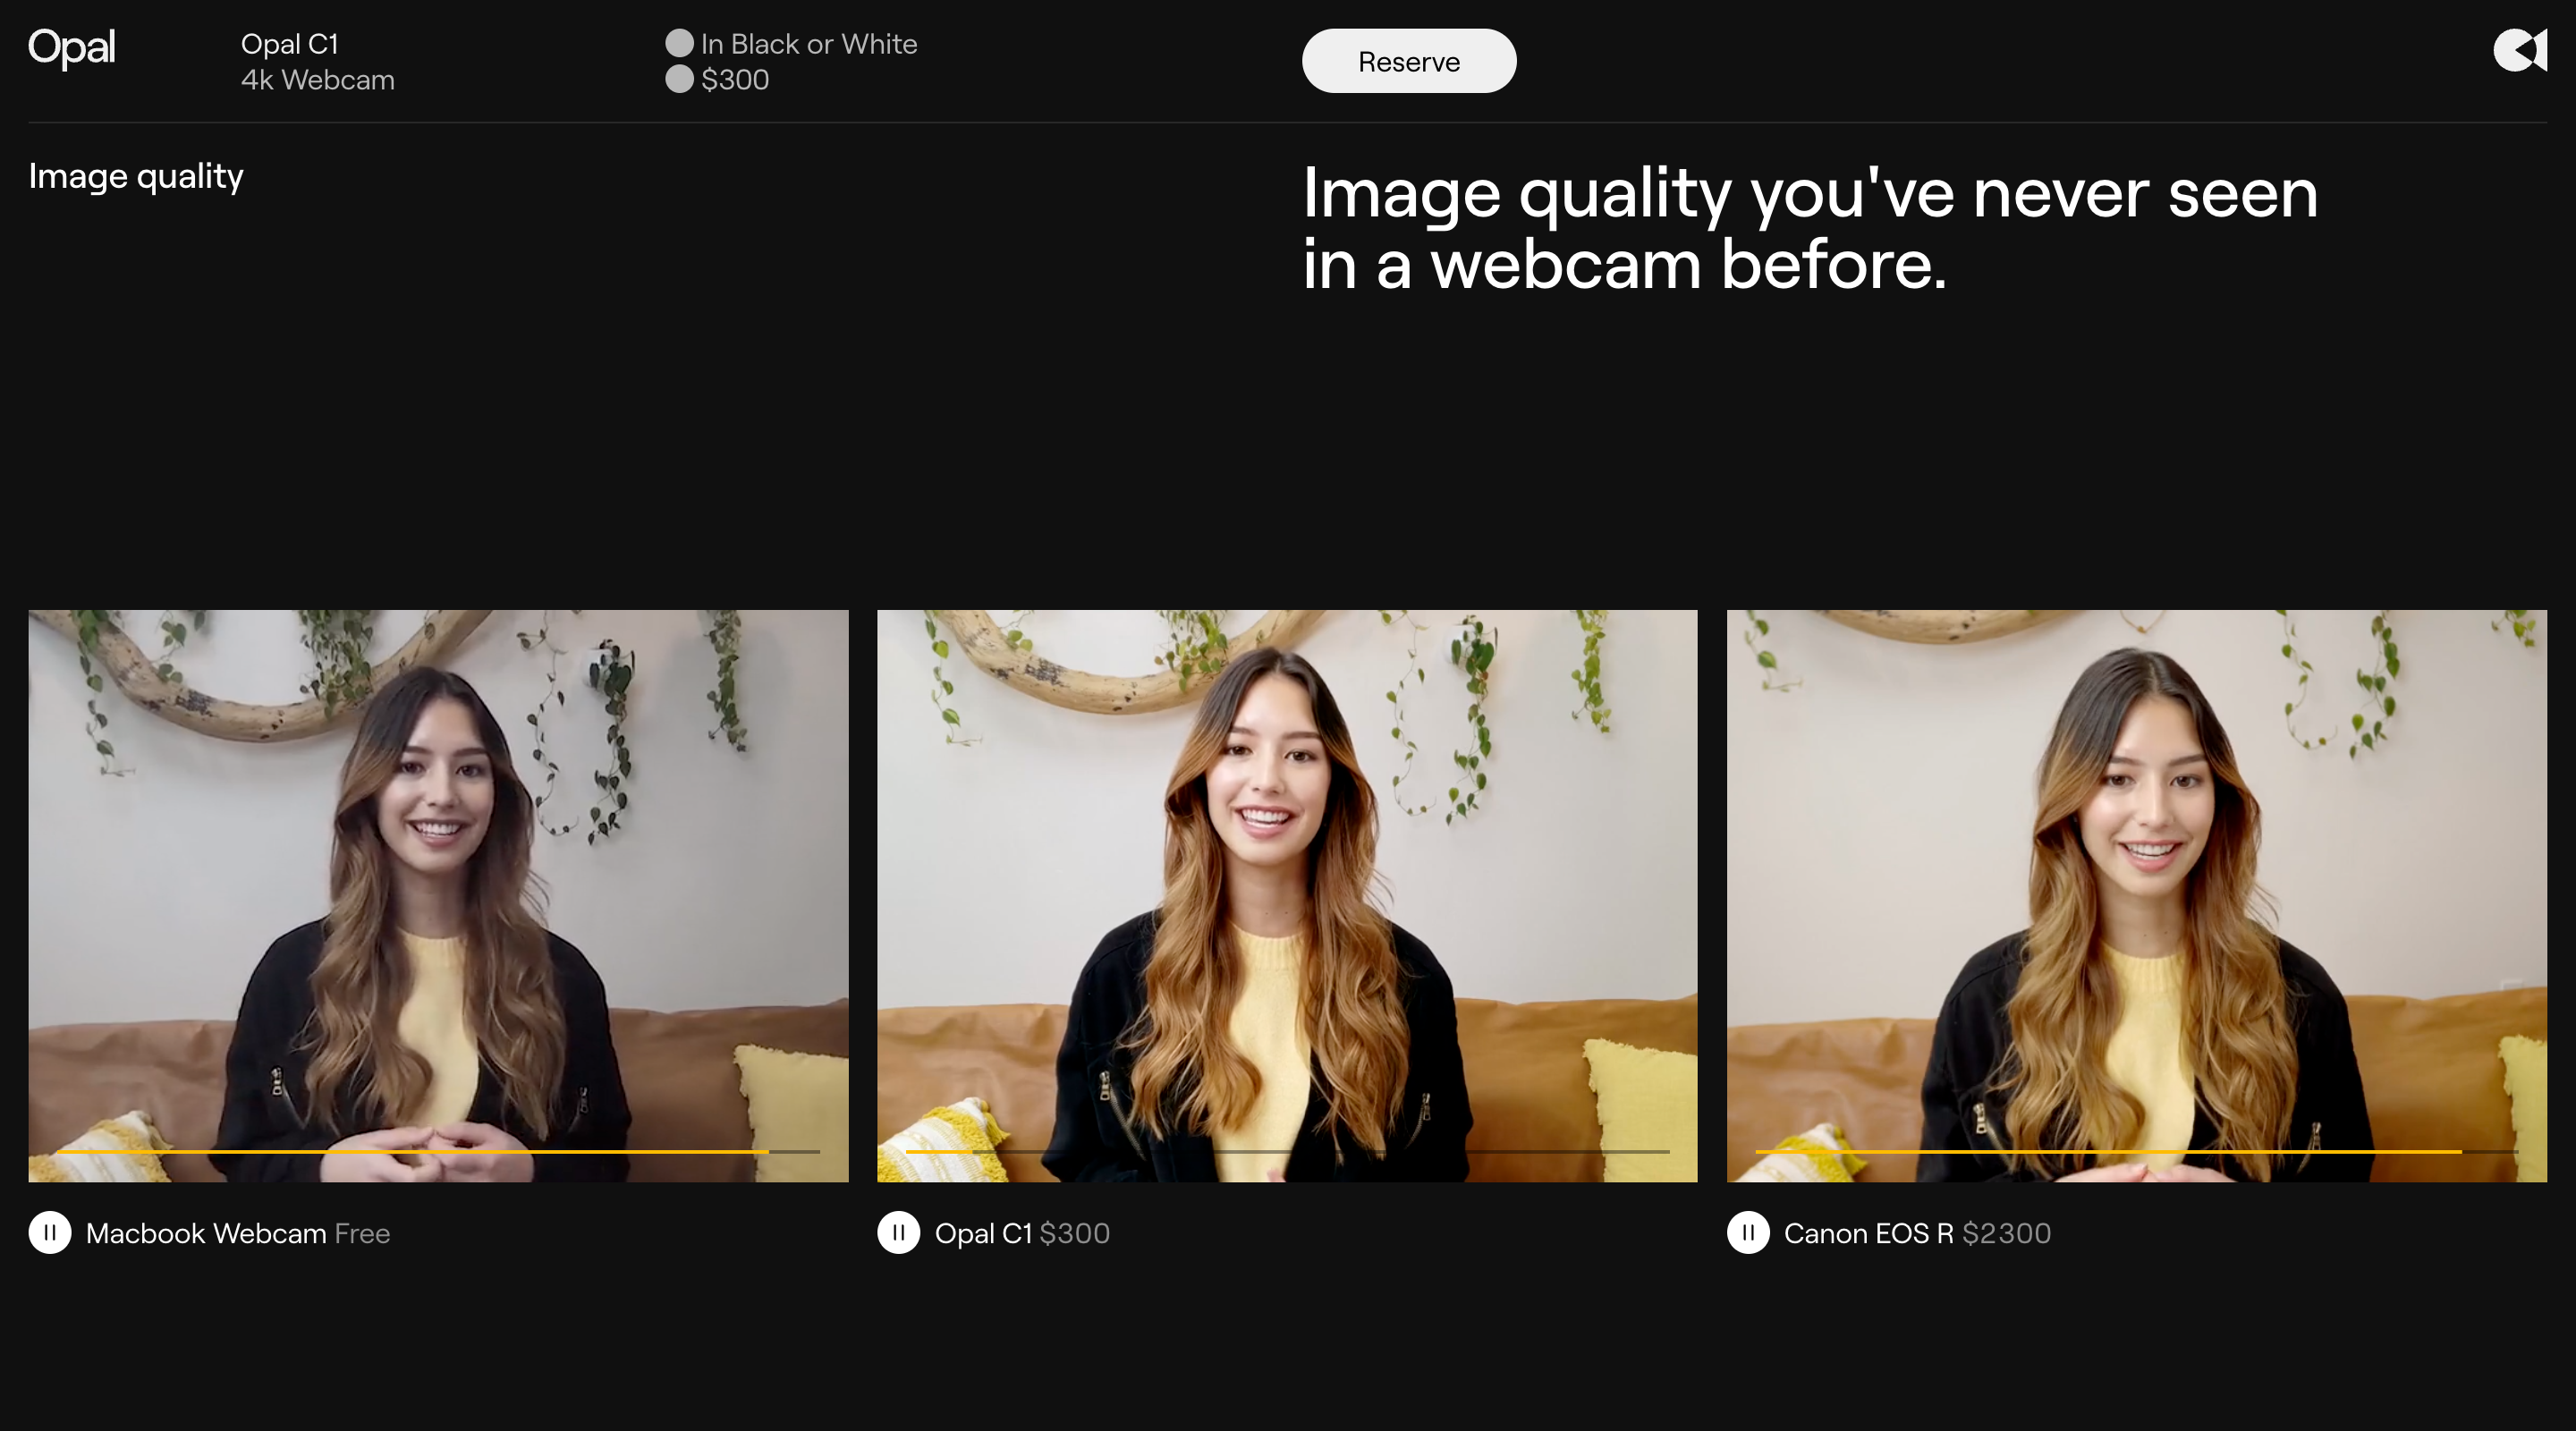 Opal
Opal C1
4k Webcam
In Black or White
$300
Reserve
Image quality
Image quality you've never seen
in a webcam before.
Macbook Webcam Free
Opal C1 $300
Canon EOS R $2300